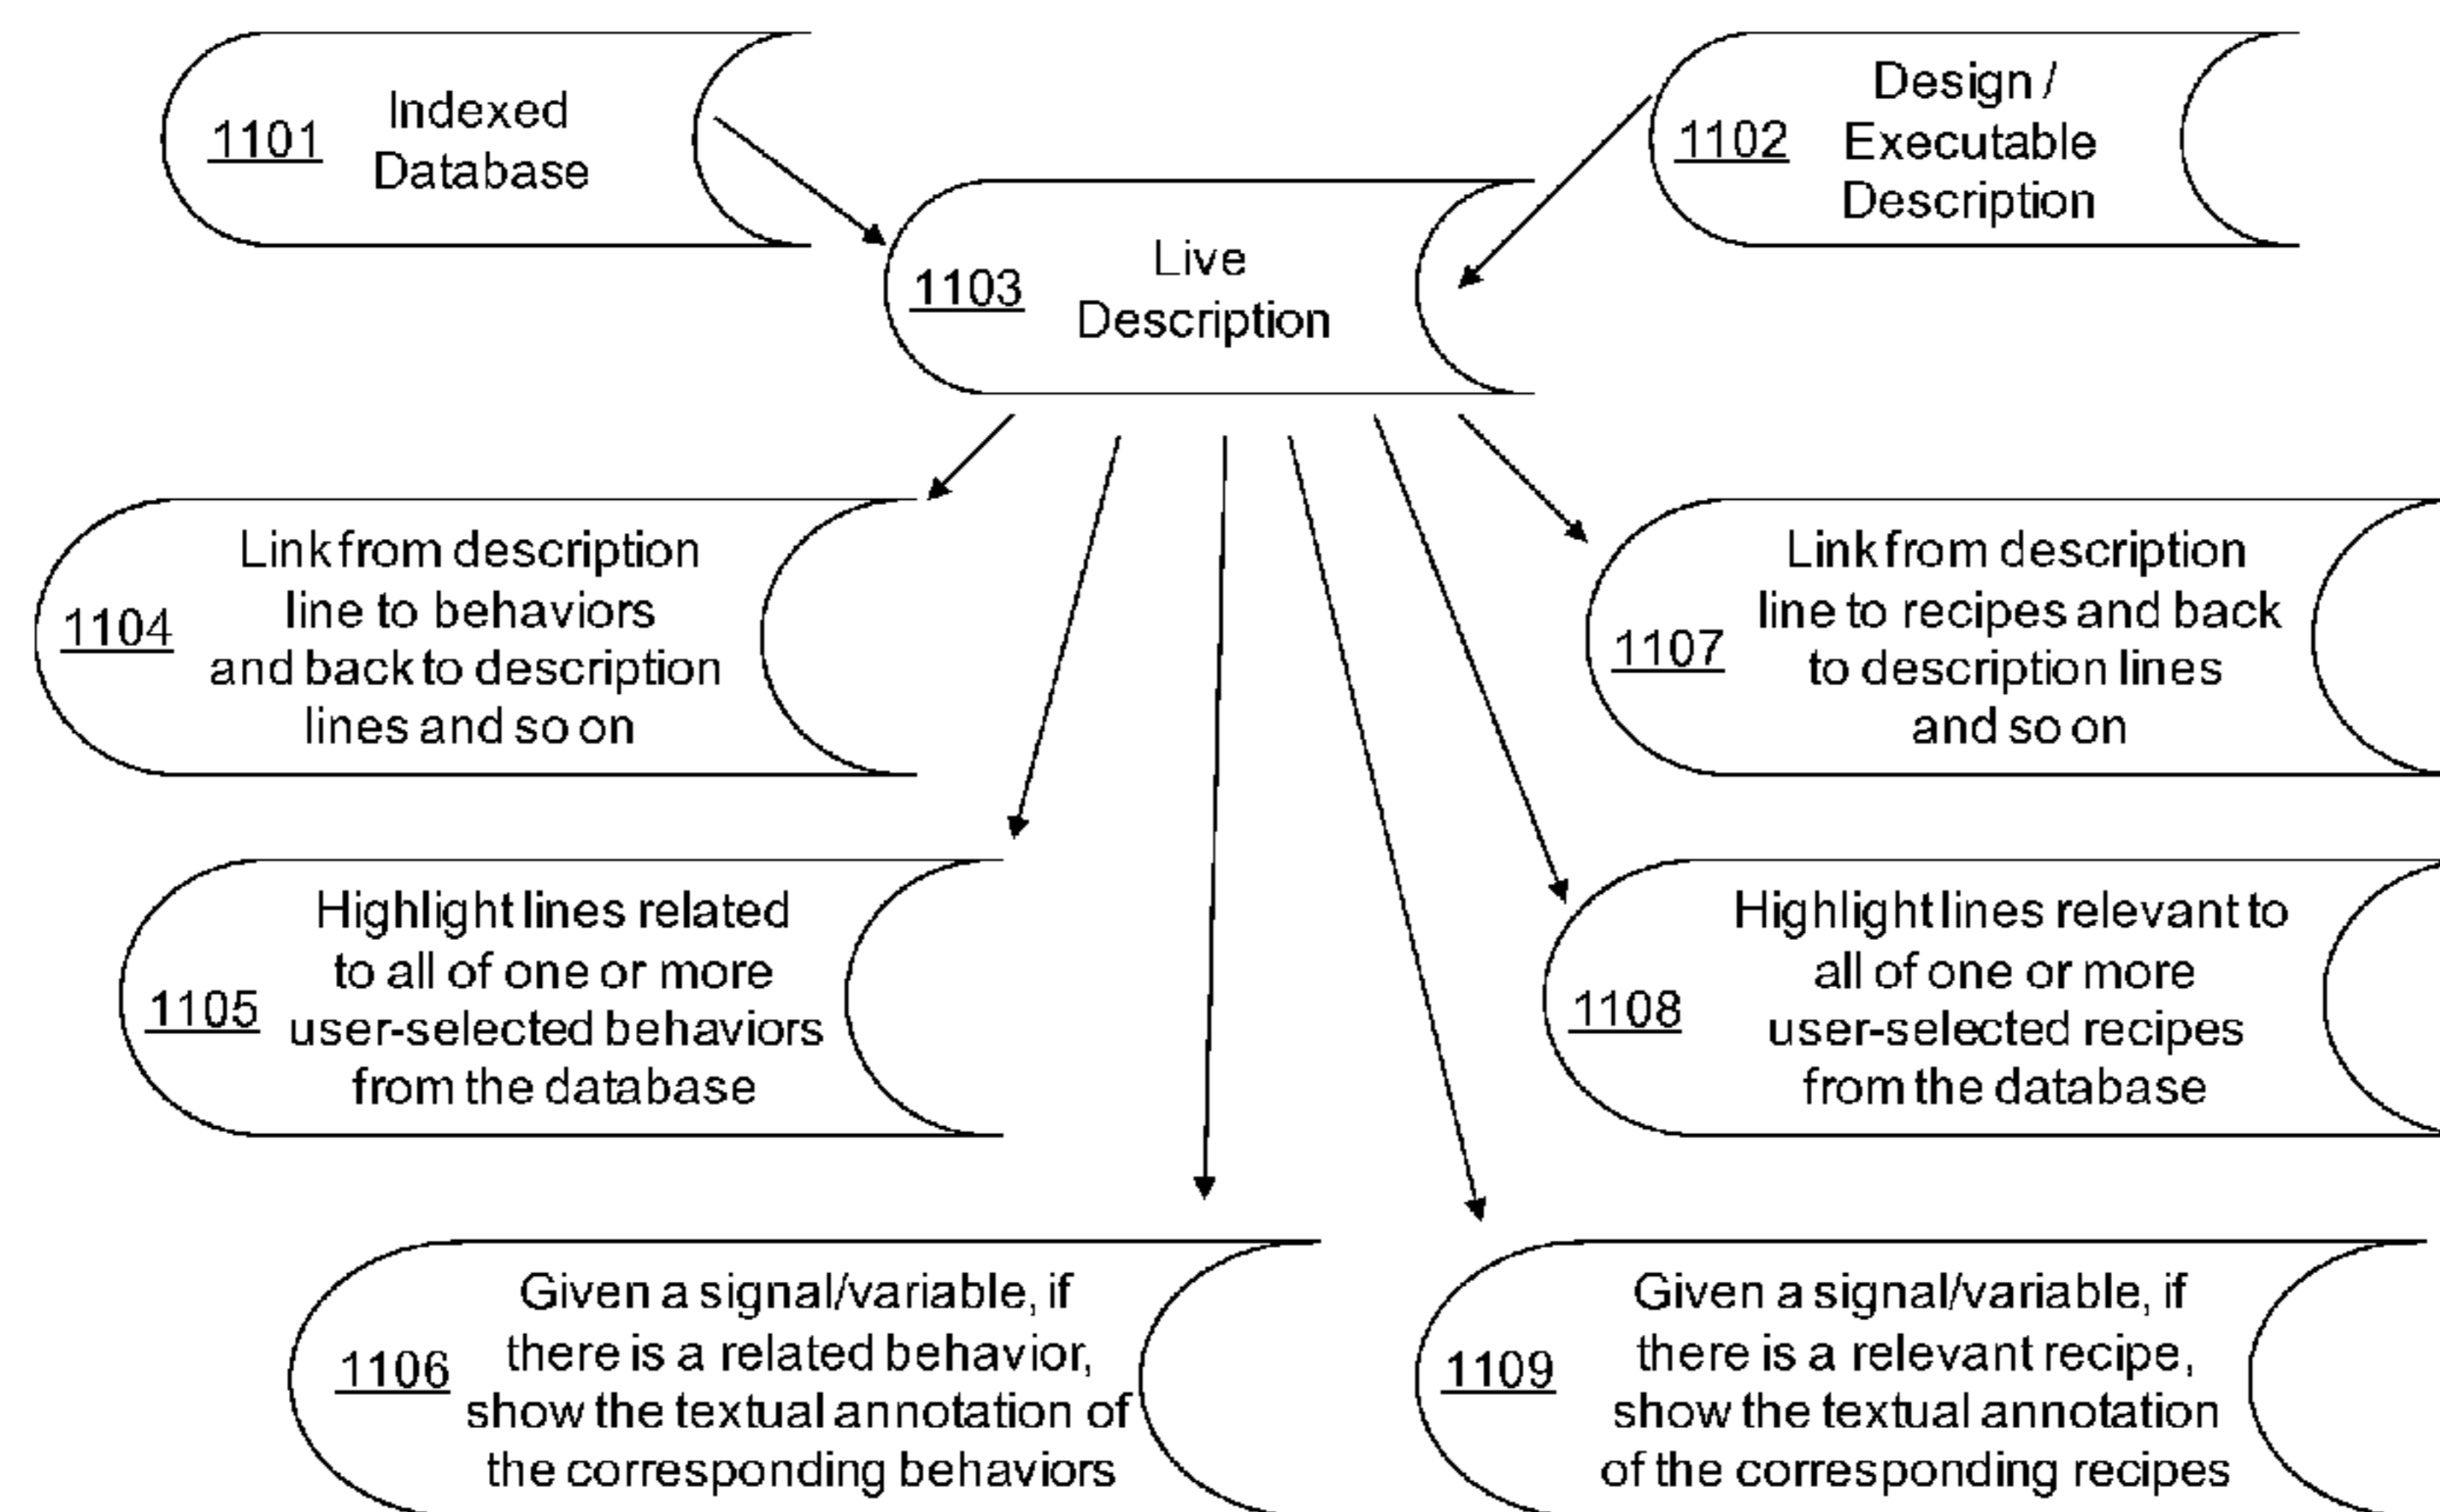 1101
Indexed
Database
1102
Design /
Executable
Description
1103
Live
Description
1104
Link from description
line to behaviors
and back to description
lines and so on
1107
Link from description
line to recipes and back
to description lines
and so on
1105
Highlight lines related
to all of one or more
user-selected behaviors
from the database
1108
Highlight lines relevant to
all of one or more
user-selected recipes
from the database
1106
Given a signal/variable, if
there is a related behavior,
show the textual annotation of
the corresponding behaviors
1109
Given a signal/variable, if
there is a relevant recipe,
show the textual annotation
of the corresponding recipes